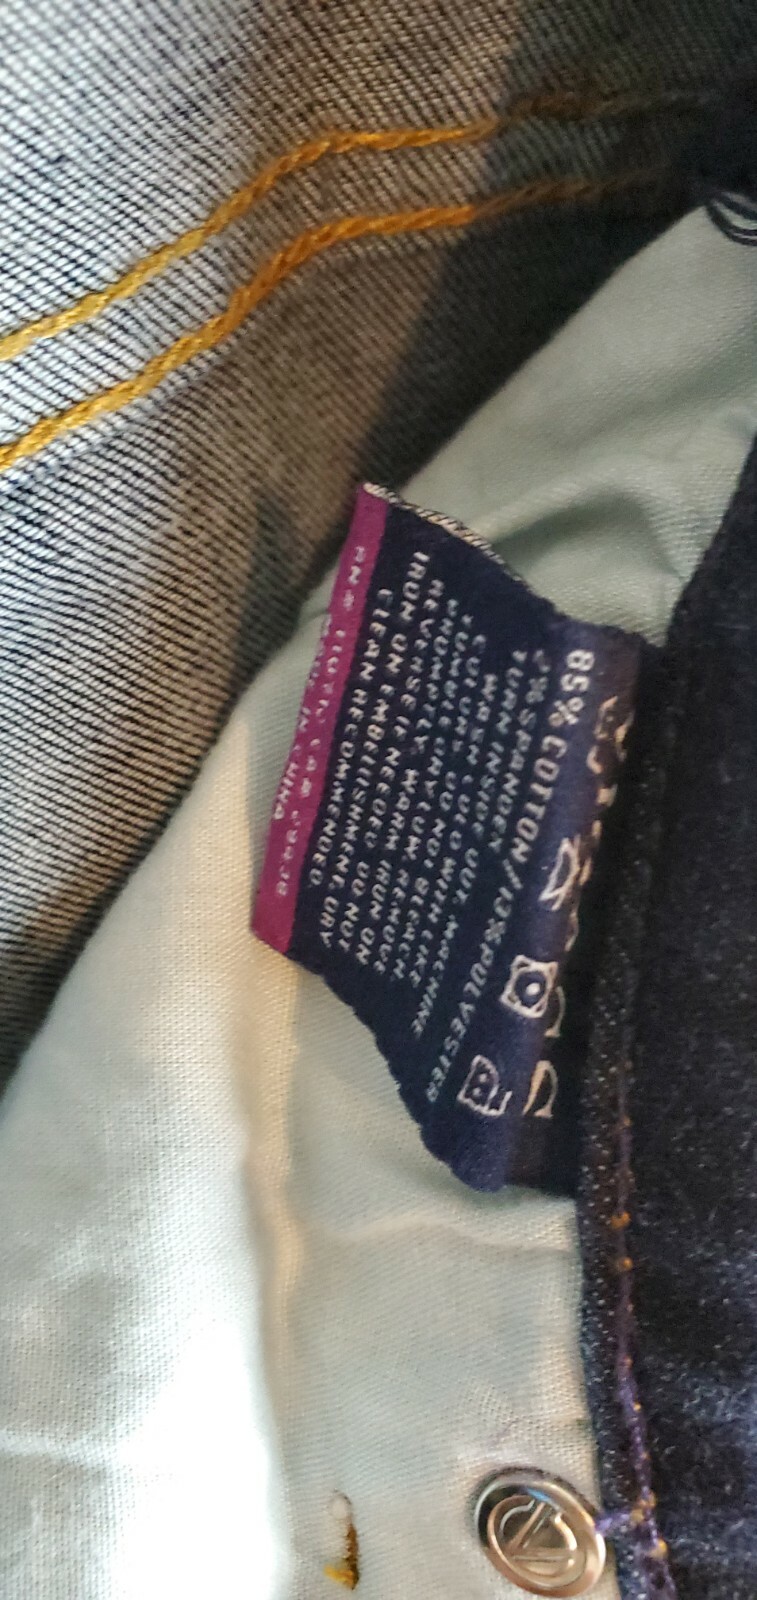 85% COTTON/13%POLYESTER
2% SPANDEX
TURN INSIDE OUT. MACHINE
WASH COLD WITH LIKE
COLORS. DO NOT BLEACH.
TUMBLE DRY LOW. REMOVE
PROMPTLY. WARM IRON ON
REVERSE IF NEEDED. DO NOT
IRON ON EMBELLISHMENT. DRY
CLEAN RECOMMENDED.
RN#
MADE IN CHINA